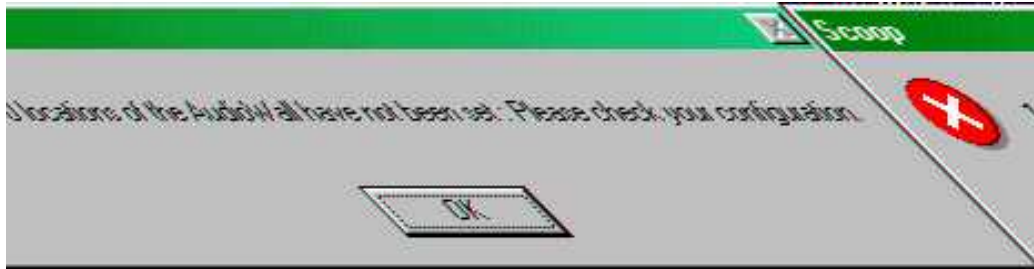 Scoop
locations of the AudioWall have not been set. Please check your configuration.
OK